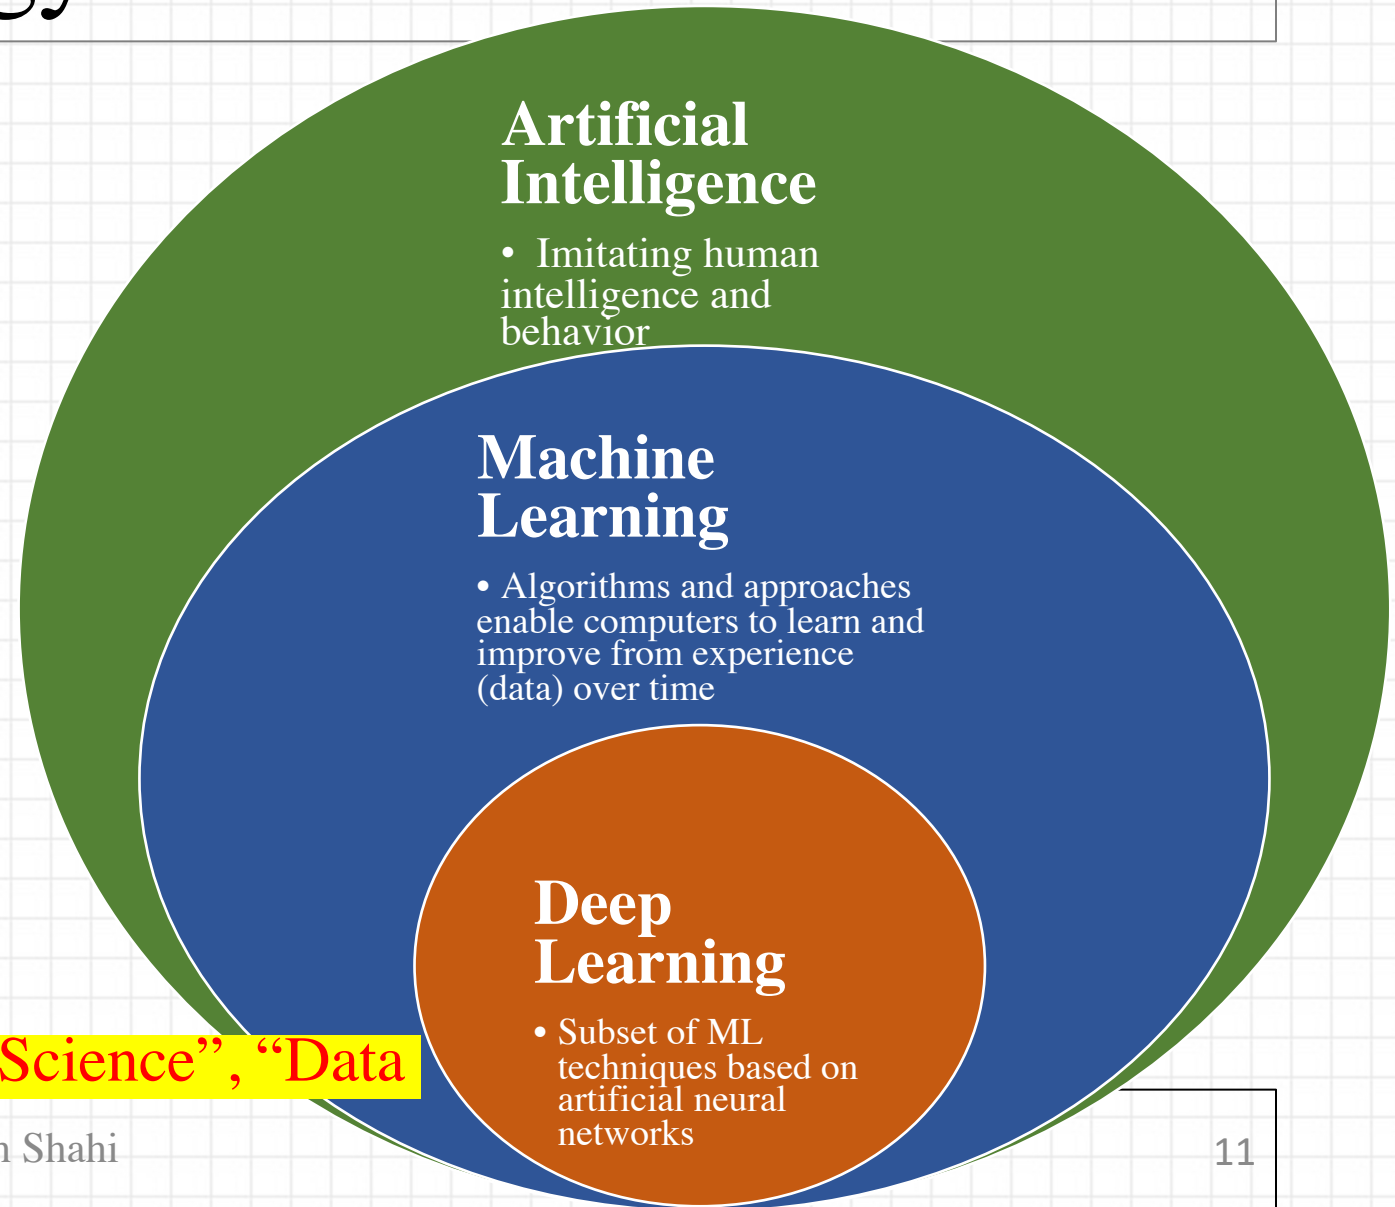 Artificial
Intelligence
• Imitating human
intelligence and
behavior
Machine
Learning
• Algorithms and approaches
enable computers to learn and
improve from experience
(data) over time
Deep
Learning
• Subset of ML
techniques based on
artificial neural
networks
Science”, “Data
Shahi
11